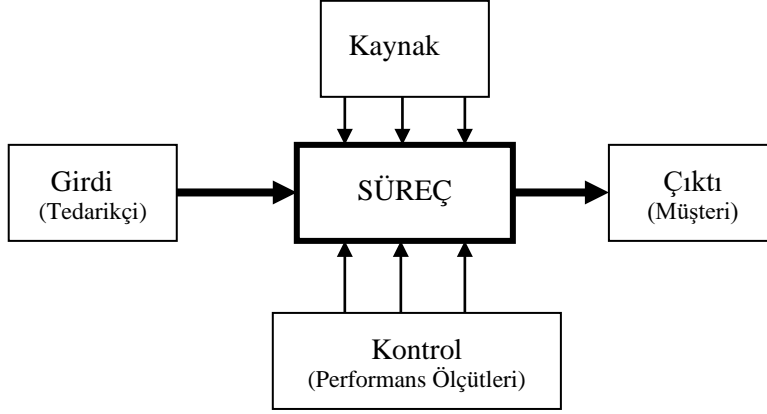 Kaynak
Girdi
(Tedarikçi)
SÜREÇ
Çıktı
(Müşteri)
Kontrol
(Performans Ölçütleri)